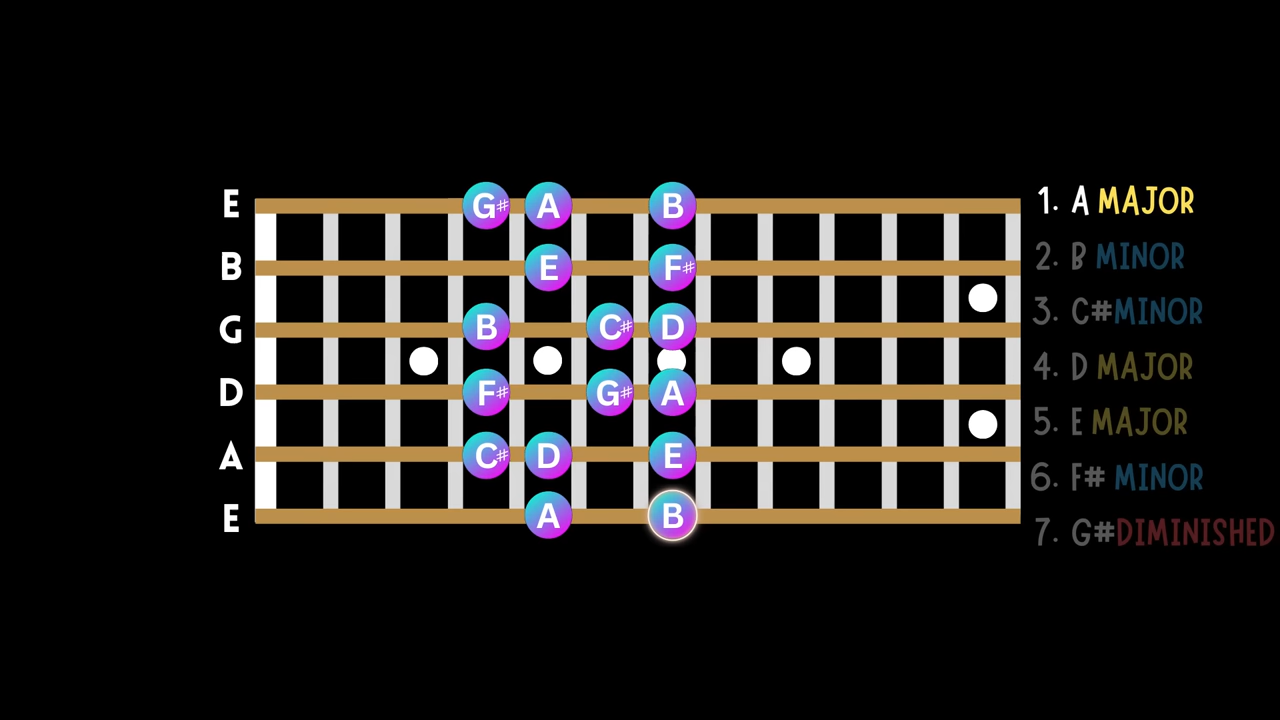 E G# A B
B E F#
G B C# D
D F# G# A
A C# D E
E A B
1. A MAJOR
2. B MINOR
3. C# MINOR
4. D MAJOR
5. E MAJOR
6. F# MINOR
7. G# DIMINISHED